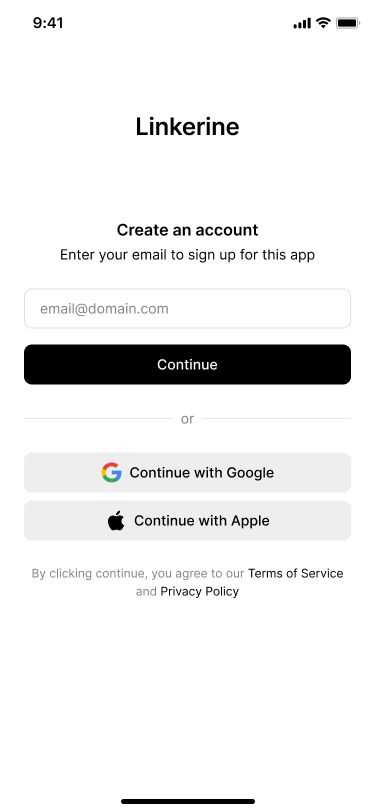 9:41
Linkerine
Create an account
Enter your email to sign up for this app
email@domain.com
Continue
or
Continue with Google
Continue with Apple
By clicking continue, you agree to our Terms of Service
and Privacy Policy